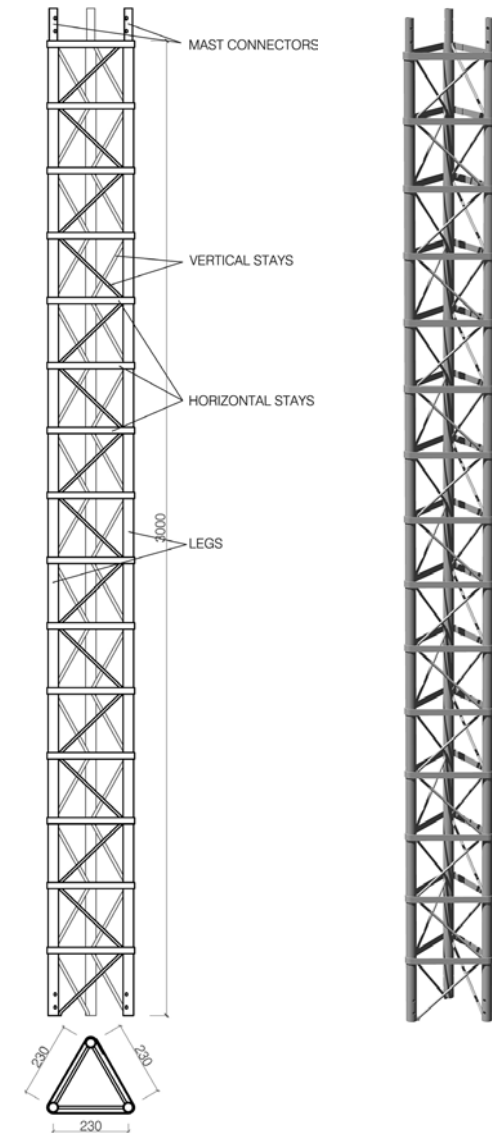 MAST CONNECTORS
VERTICAL STAYS
HORIZONTAL STAYS
3000
LEGS
230
230
230